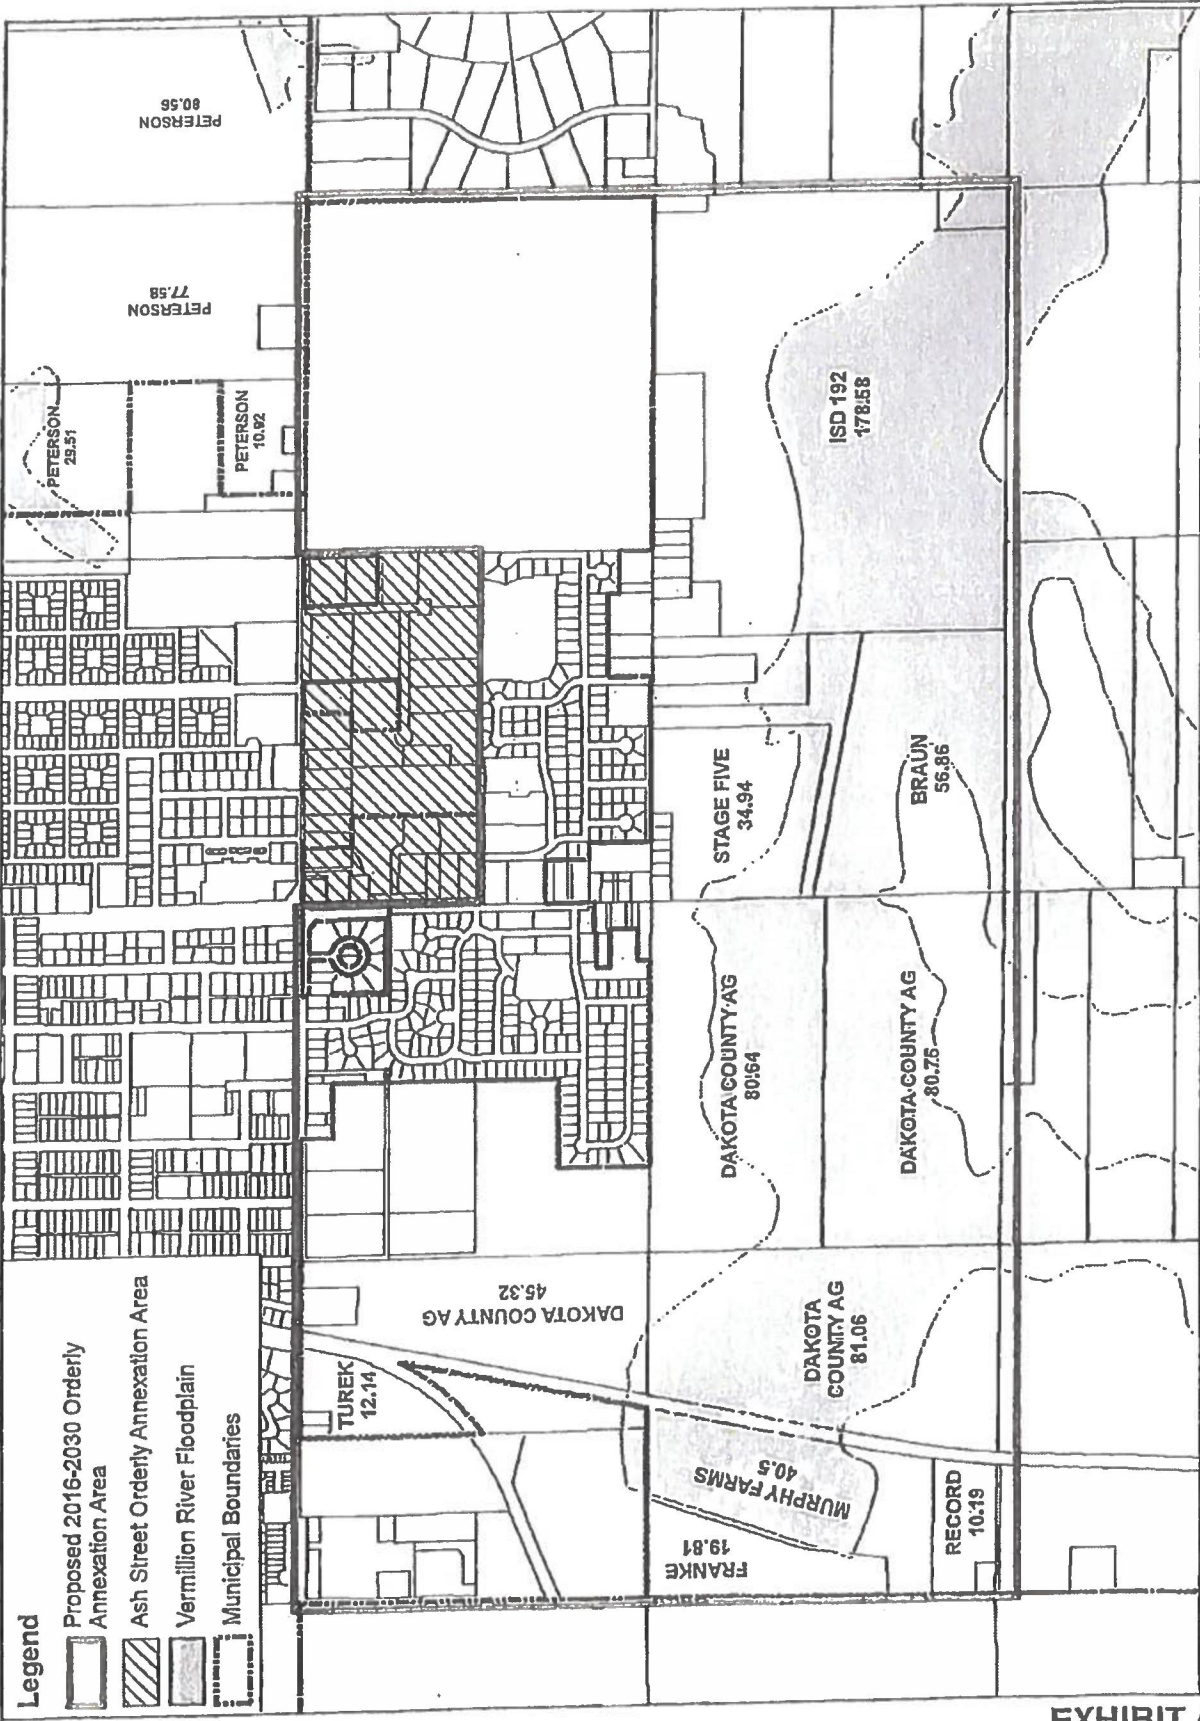 Legend
Proposed 2016-2030 Orderly
Annexation Area
Ash Street Orderly Annexation Area
Vermillion River Floodplain
Municipal Boundaries
PETERSON
29.51
PETERSON
10.92
PETERSON
77.58
PETERSON
80.56
TUREK
12.14
DAKOTA COUNTY AG
45.32
FRANKE
19.81
MURPHY FARMS
40.5
RECORD
10.19
DAKOTA
COUNTY AG
81.06
DAKOTA COUNTY AG
80.64
DAKOTA COUNTY AG
80.75
STAGE FIVE
34.94
BRAUN
56.86
ISD 192
178.58
EXHIBIT